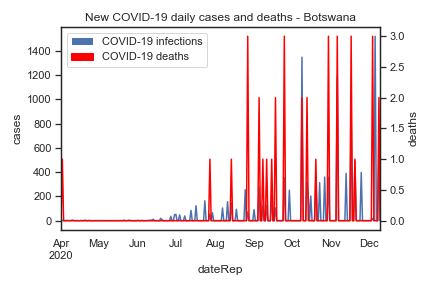 New COVID-19 daily cases and deaths - Botswana
COVID-19 infections
COVID-19 deaths
1400
1200
1000
800
600
400
200
0
cases
3.0
2.5
2.0
1.5
1.0
0.5
0.0
deaths
Apr May Jun Jul Aug Sep Oct Nov Dec
2020
dateRep